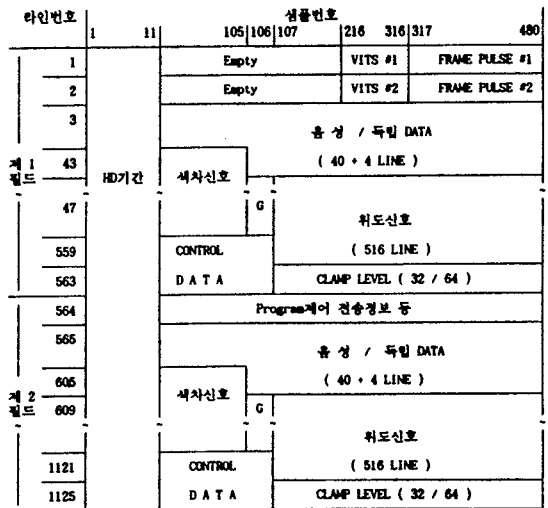 라인번호 샘플번호
1 11 105 106 107 216 316 317 480
1 Empty VITS #1 FRAME PULSE #1
2 Empty VITS #2 FRAME PULSE #2
3 음 성 / 독립 DATA
제 1 필드 43 HD기간 색차신호 ( 40 + 4 LINE )
47 G 휘도신호
559 CONTROL ( 516 LINE )
563 D A T A CLAMP LEVEL ( 32 / 64 )
564 Program제어 전송정보 등
565 음 성 / 독립 DATA
제 2 필드 605 색차신호 ( 40 + 4 LINE )
609 G
휘도신호
1121 CONTROL ( 516 LINE )
1125 D A T A CLAMP LEVEL ( 32 / 64 )